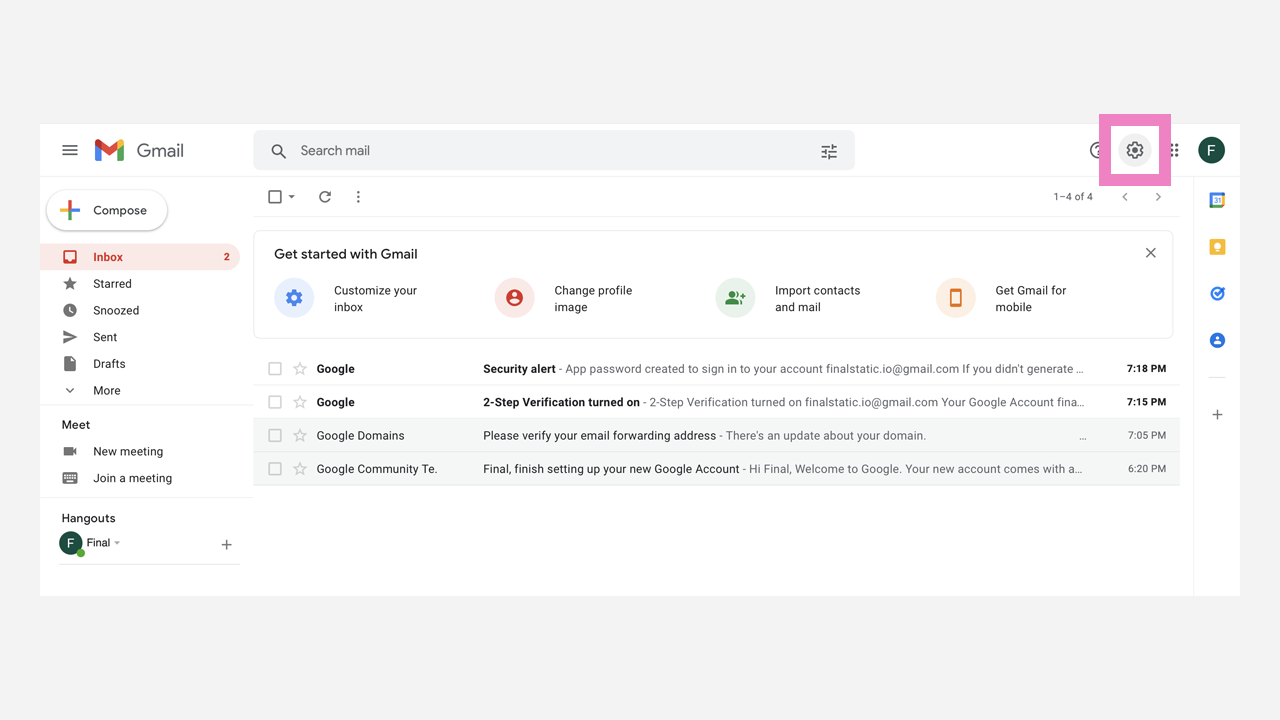 Gmail
Search mail
F
Compose
1–4 of 4
31
Inbox 2
Starred
Snoozed
Sent
Drafts
More
Meet
New meeting
Join a meeting
Hangouts
F Final
Get started with Gmail
Customize your
inbox
Change profile
image
Import contacts
and mail
Get Gmail for
mobile
Google Security alert - App password created to sign in to your account finalstatic.io@gmail.com If you didn't generate ... 7:18 PM
Google 2-Step Verification turned on - 2-Step Verification turned on finalstatic.io@gmail.com Your Google Account fina... 7:15 PM
Google Domains Please verify your email forwarding address - There's an update about your domain. ... 7:05 PM
Google Community Te. Final, finish setting up your new Google Account - Hi Final, Welcome to Google. Your new account comes with a... 6:20 PM